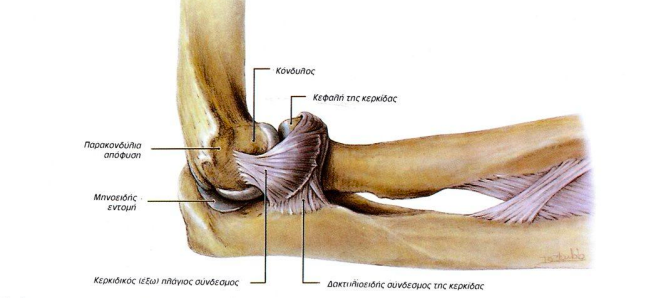 Κόνδυλος
Κεφαλή της κερκίδας
Παρακονδύλια
απόφυση
Μηνοειδής
εντομή
Κερκιδικός (έξω) πλάγιος σύνδεσμος
Δακτυλιοειδής σύνδεσμος της κερκίδας